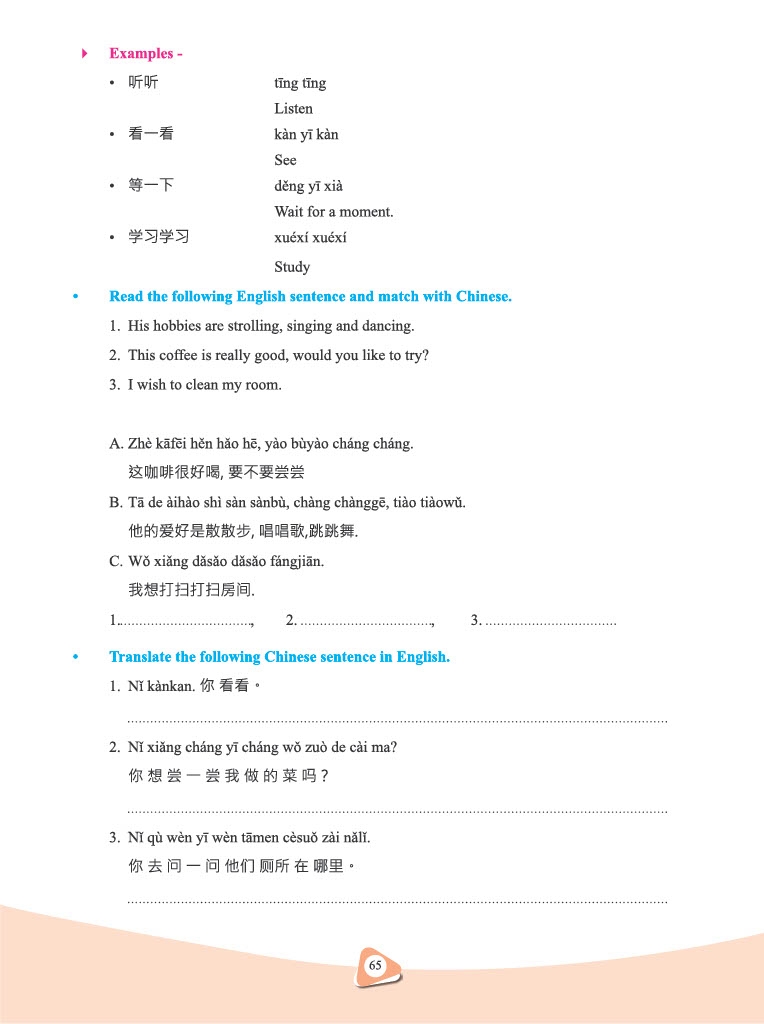 Examples -
• 听听 tīng tīng
Listen
• 看一看 kàn yī kàn
See
• 等一下 děng yī xià
Wait for a moment.
• 学习学习 xuéxí xuéxí
Study
• Read the following English sentence and match with Chinese.
1. His hobbies are strolling, singing and dancing.
2. This coffee is really good, would you like to try?
3. I wish to clean my room.
A. Zhè kāfēi hěn hǎo hē, yào bùyào cháng cháng.
这咖啡很好喝, 要不要尝尝
B. Tā de àihào shì sàn sànbù, chàng chànggē, tiào tiàowǔ.
他的爱好是散散步, 唱唱歌,跳跳舞.
C. Wǒ xiǎng dǎsǎo dǎsǎo fángjiān.
我想打扫打扫房间.
1..................................., 2. .................................., 3. ..................................
• Translate the following Chinese sentence in English.
1. Nǐ kànkan. 你 看看。
2. Nǐ xiǎng cháng yī cháng wǒ zuò de cài ma?
你 想 尝 一 尝 我 做 的 菜 吗？
3. Nǐ qù wèn yī wèn tāmen cèsuǒ zài nǎlǐ.
你 去 问 一 问 他们 厕所 在 哪里。
65